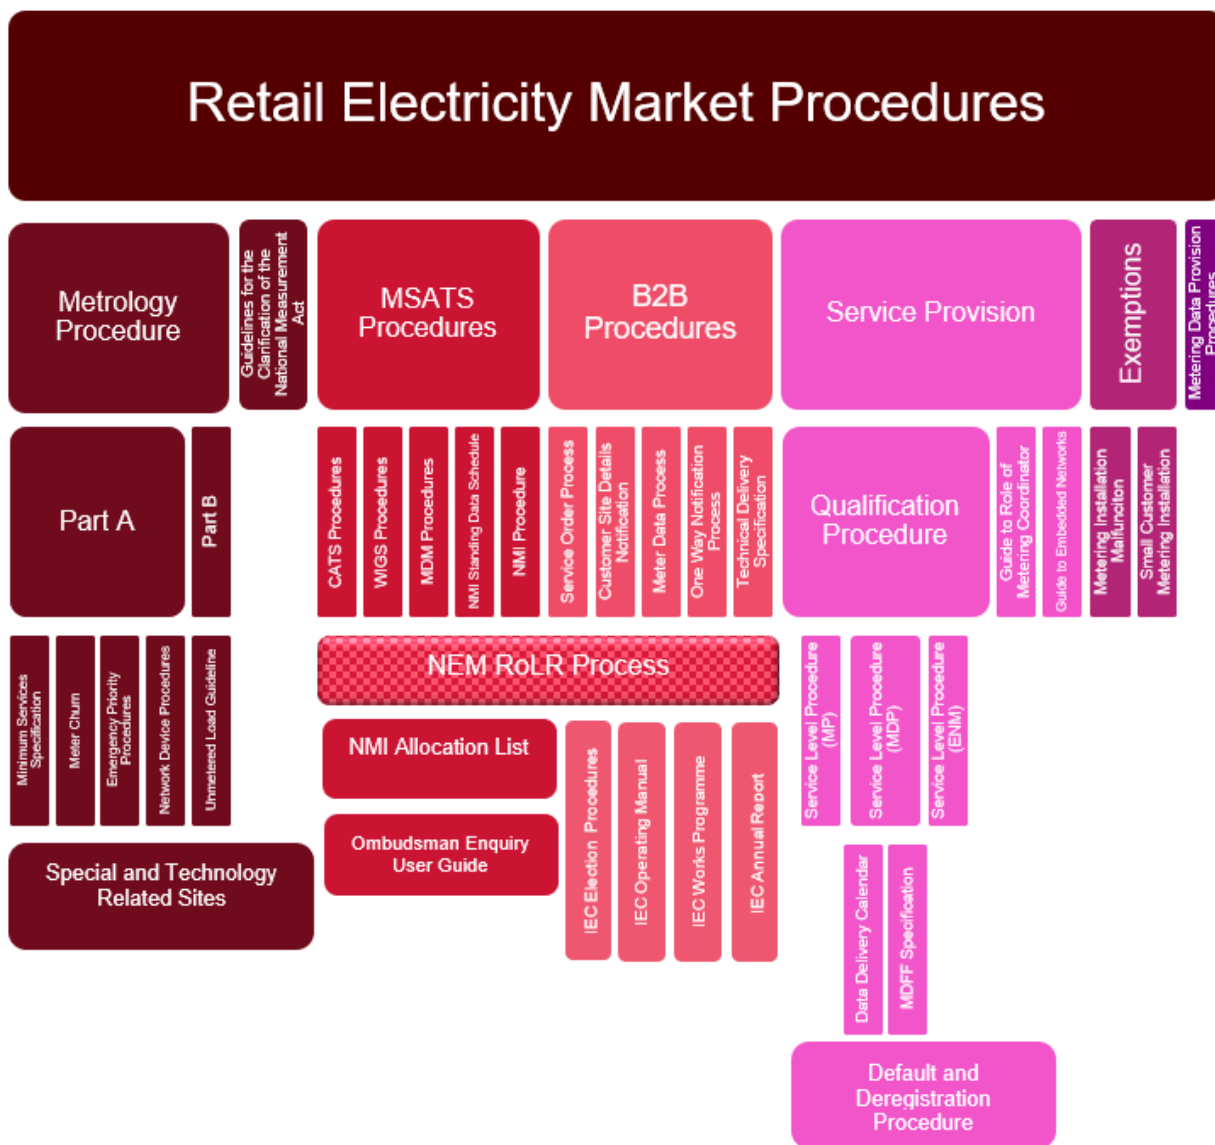 Retail Electricity Market Procedures
Metrology
Procedure
Guidelines for the
Clarification of the
National Measurement
Act
MSATS
Procedures
B2B
Procedures
Service Provision
Exemptions
Metering Data Provision
Procedures
Part A
Part B
CATS Procedures
WIGS Procedures
MDM Procedures
NMI Standing Data Schedule
NMI Procedure
Service Order Process
Customer Site Details
Notification
Meter Data Process
One Way Notification
Process
Technical Delivery
Specification
Qualification
Procedure
Guide to Role of
Metering Coordinator
Guide to Embedded Networks
Metering Installation
Malfunciton
Small Customer
Metering Installation
Minimum Services
Specification
Meter Churn
Emergency Priority
Procedures
Network Device Procedures
Unmetered Load Guideline
NEM RoLR Process
Service Level Procedure
(MP)
Service Level Procedure
(MDP)
Service Level Procedure
(ENM)
NMI Allocation List
Ombudsman Enquiry
User Guide
IEC Election Procedures
IEC Operating Manual
IEC Works Programme
IEC Annual Report
Special and Technology
Related Sites
Data Delivery Calendar
MDFF Specification
Default and
Deregistration
Procedure